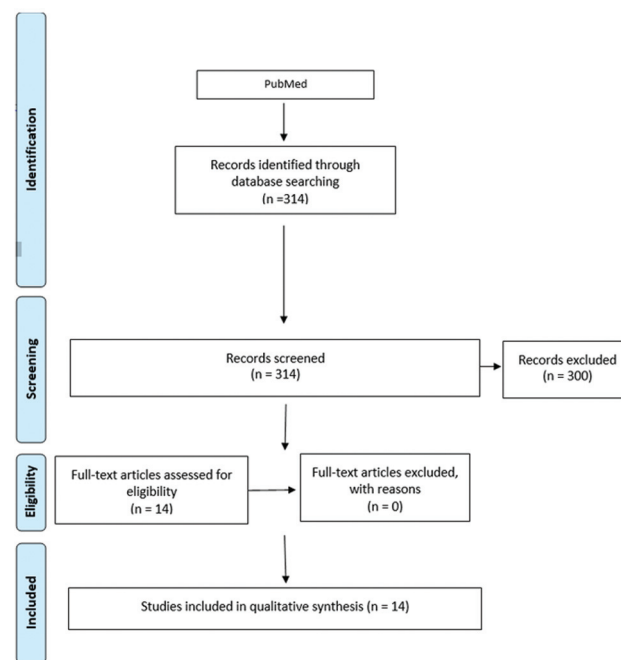 PubMed
Identification
Records identified through
database searching
(n =314)
Screening
Records screened
(n = 314)
Records excluded
(n = 300)
Eligibility
Full-text articles assessed for
eligibility
(n = 14)
Full-text articles excluded,
with reasons
(n = 0)
Included
Studies included in qualitative synthesis (n = 14)